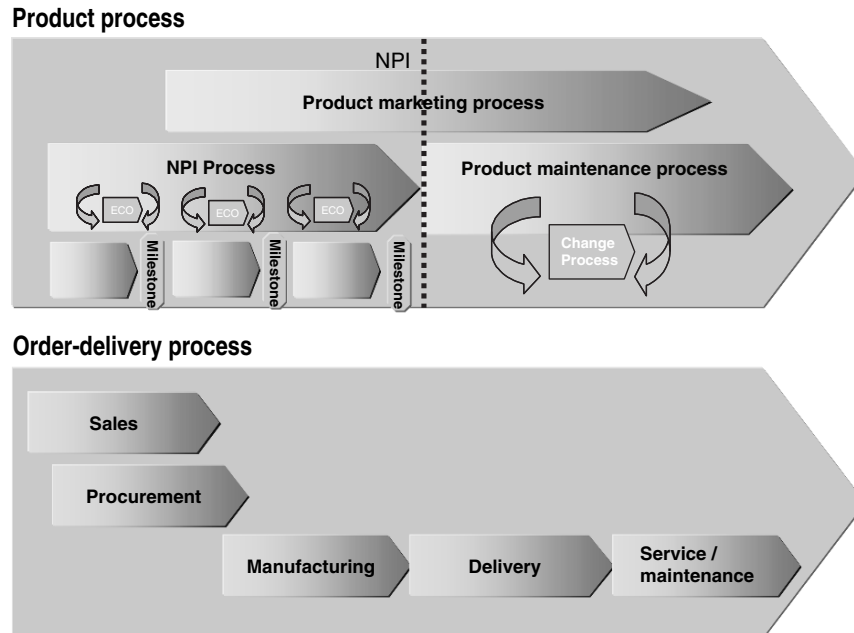 Product process
NPI
Product marketing process
NPI Process
Product maintenance process
ECO
ECO
ECO
Change
Process
Milestone
Milestone
Milestone
Order-delivery process
Sales
Procurement
Manufacturing
Delivery
Service /
maintenance